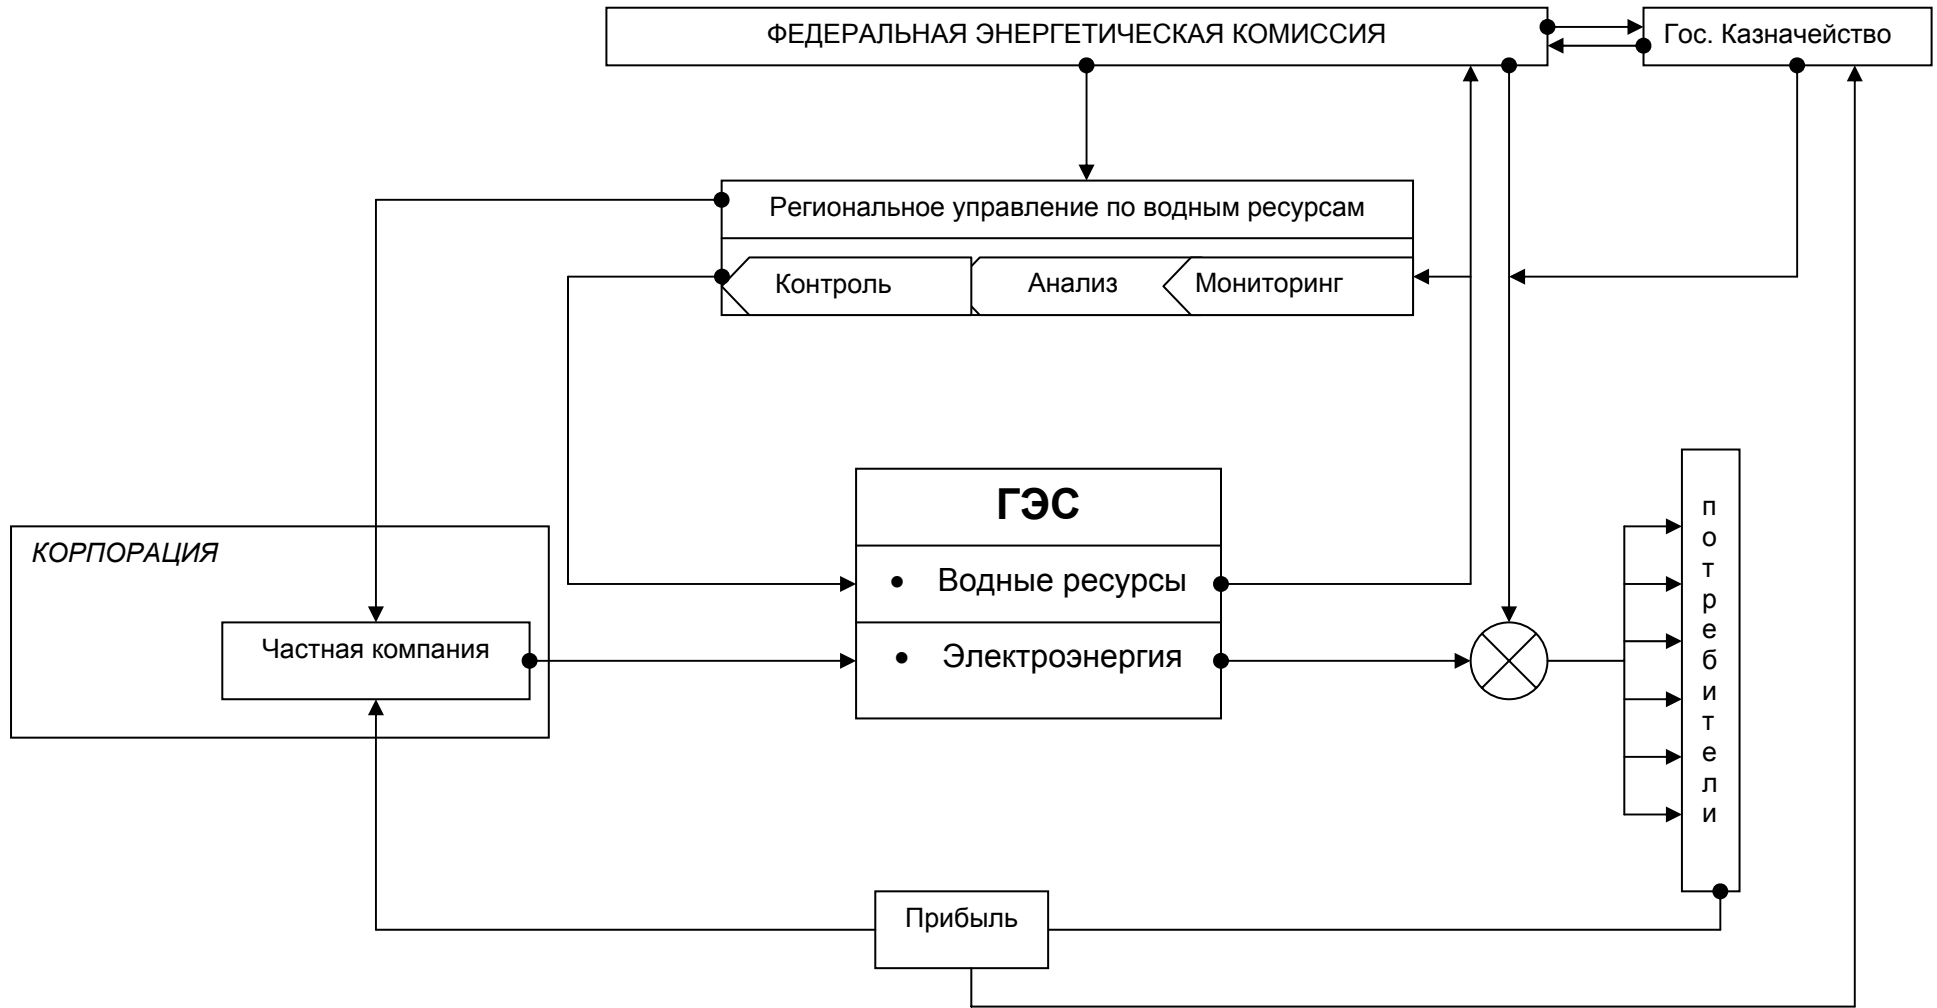 ФЕДЕРАЛЬНАЯ ЭНЕРГЕТИЧЕСКАЯ КОМИССИЯ
Гос. Казначейство
Региональное управление по водным ресурсам
Контроль
Анализ
Мониторинг
ГЭС
• Водные ресурсы
• Электроэнергия
КОРПОРАЦИЯ
Частная компания
п
о
т
р
е
б
и
т
е
л
и
Прибыль